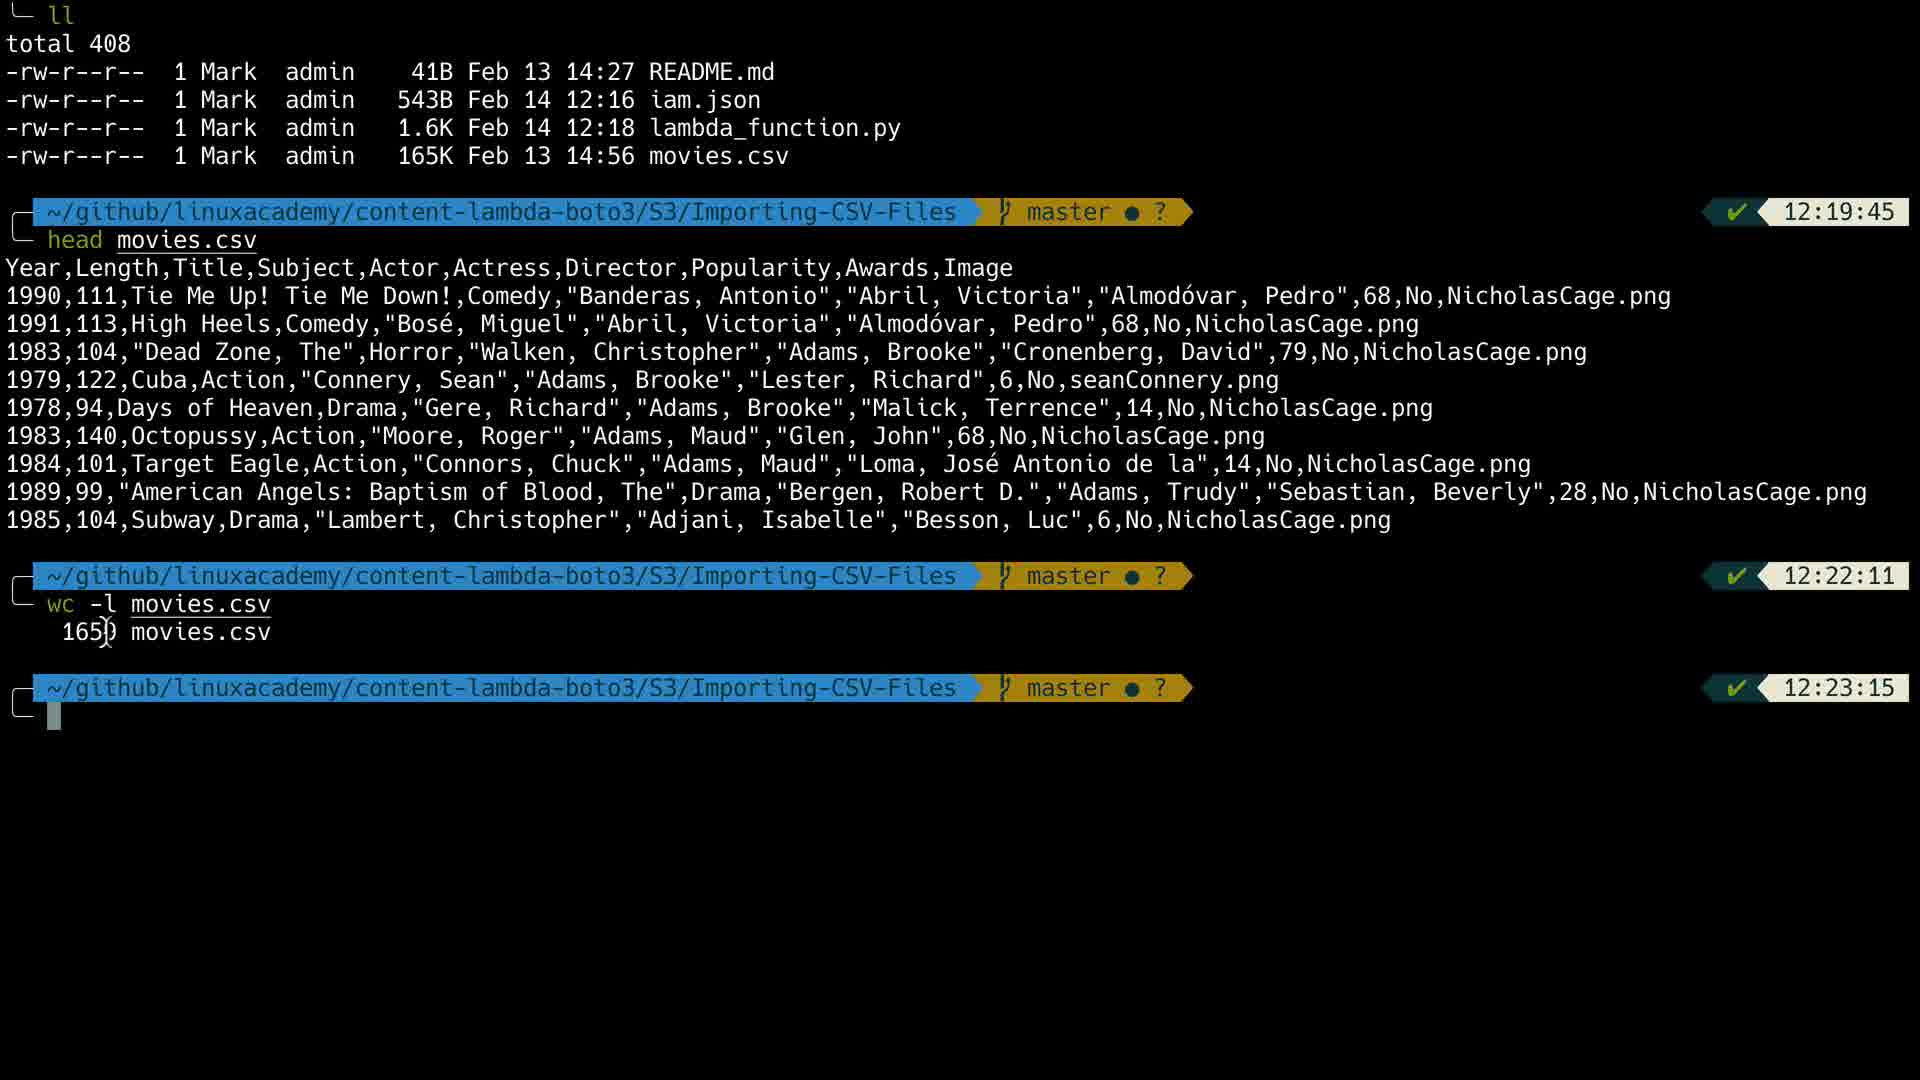 ll
total 408
-rw-r--r--  1 Mark  admin    41B Feb 13 14:27 README.md
-rw-r--r--  1 Mark  admin   543B Feb 14 12:16 iam.json
-rw-r--r--  1 Mark  admin   1.6K Feb 14 12:18 lambda_function.py
-rw-r--r--  1 Mark  admin   165K Feb 13 14:56 movies.csv
~/github/linuxacademy/content-lambda-boto3/S3/Importing-CSV-Files master ● ? ✔ 12:19:45
head movies.csv
Year,Length,Title,Subject,Actor,Actress,Director,Popularity,Awards,Image
1990,111,Tie Me Up! Tie Me Down!,Comedy,"Banderas, Antonio","Abril, Victoria","Almodóvar, Pedro",68,No,NicholasCage.png
1991,113,High Heels,Comedy,"Bosé, Miguel","Abril, Victoria","Almodóvar, Pedro",68,No,NicholasCage.png
1983,104,"Dead Zone, The",Horror,"Walken, Christopher","Adams, Brooke","Cronenberg, David",79,No,NicholasCage.png
1979,122,Cuba,Action,"Connery, Sean","Adams, Brooke","Lester, Richard",6,No,seanConnery.png
1978,94,Days of Heaven,Drama,"Gere, Richard","Adams, Brooke","Malick, Terrence",14,No,NicholasCage.png
1983,140,Octopussy,Action,"Moore, Roger","Adams, Maud","Glen, John",68,No,NicholasCage.png
1984,101,Target Eagle,Action,"Connors, Chuck","Adams, Maud","Loma, José Antonio de la",14,No,NicholasCage.png
1989,99,"American Angels: Baptism of Blood, The",Drama,"Bergen, Robert D.","Adams, Trudy","Sebastian, Beverly",28,No,NicholasCage.png
1985,104,Subway,Drama,"Lambert, Christopher","Adjani, Isabelle","Besson, Luc",6,No,NicholasCage.png
~/github/linuxacademy/content-lambda-boto3/S3/Importing-CSV-Files master ● ? ✔ 12:22:11
wc -l movies.csv
movies.csv
~/github/linuxacademy/content-lambda-boto3/S3/Importing-CSV-Files master ● ? ✔ 12:23:15